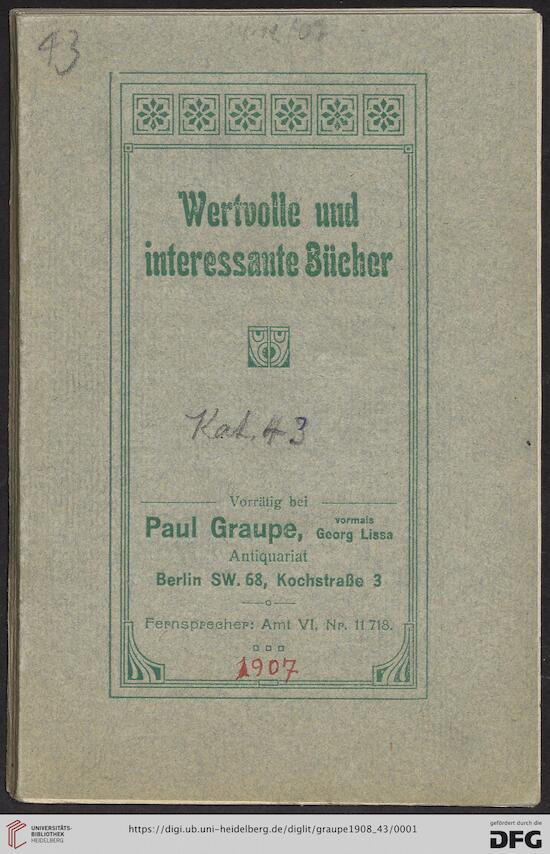 43
Wertvolle und
interessante Bücher
Kat. 43
Vorrätig bei
Paul Graupe, vormals Georg Lissa
Antiquariat
Berlin SW. 68, Kochstraße 3
Fernsprecher: Amt VI, Nr. 11 718.
1907
UNIVERSITÄTS-
BIBLIOTHEK
HEIDELBERG
https://digi.ub.uni-heidelberg.de/diglit/graupe1908_43/0001
gefördert durch die
DFG